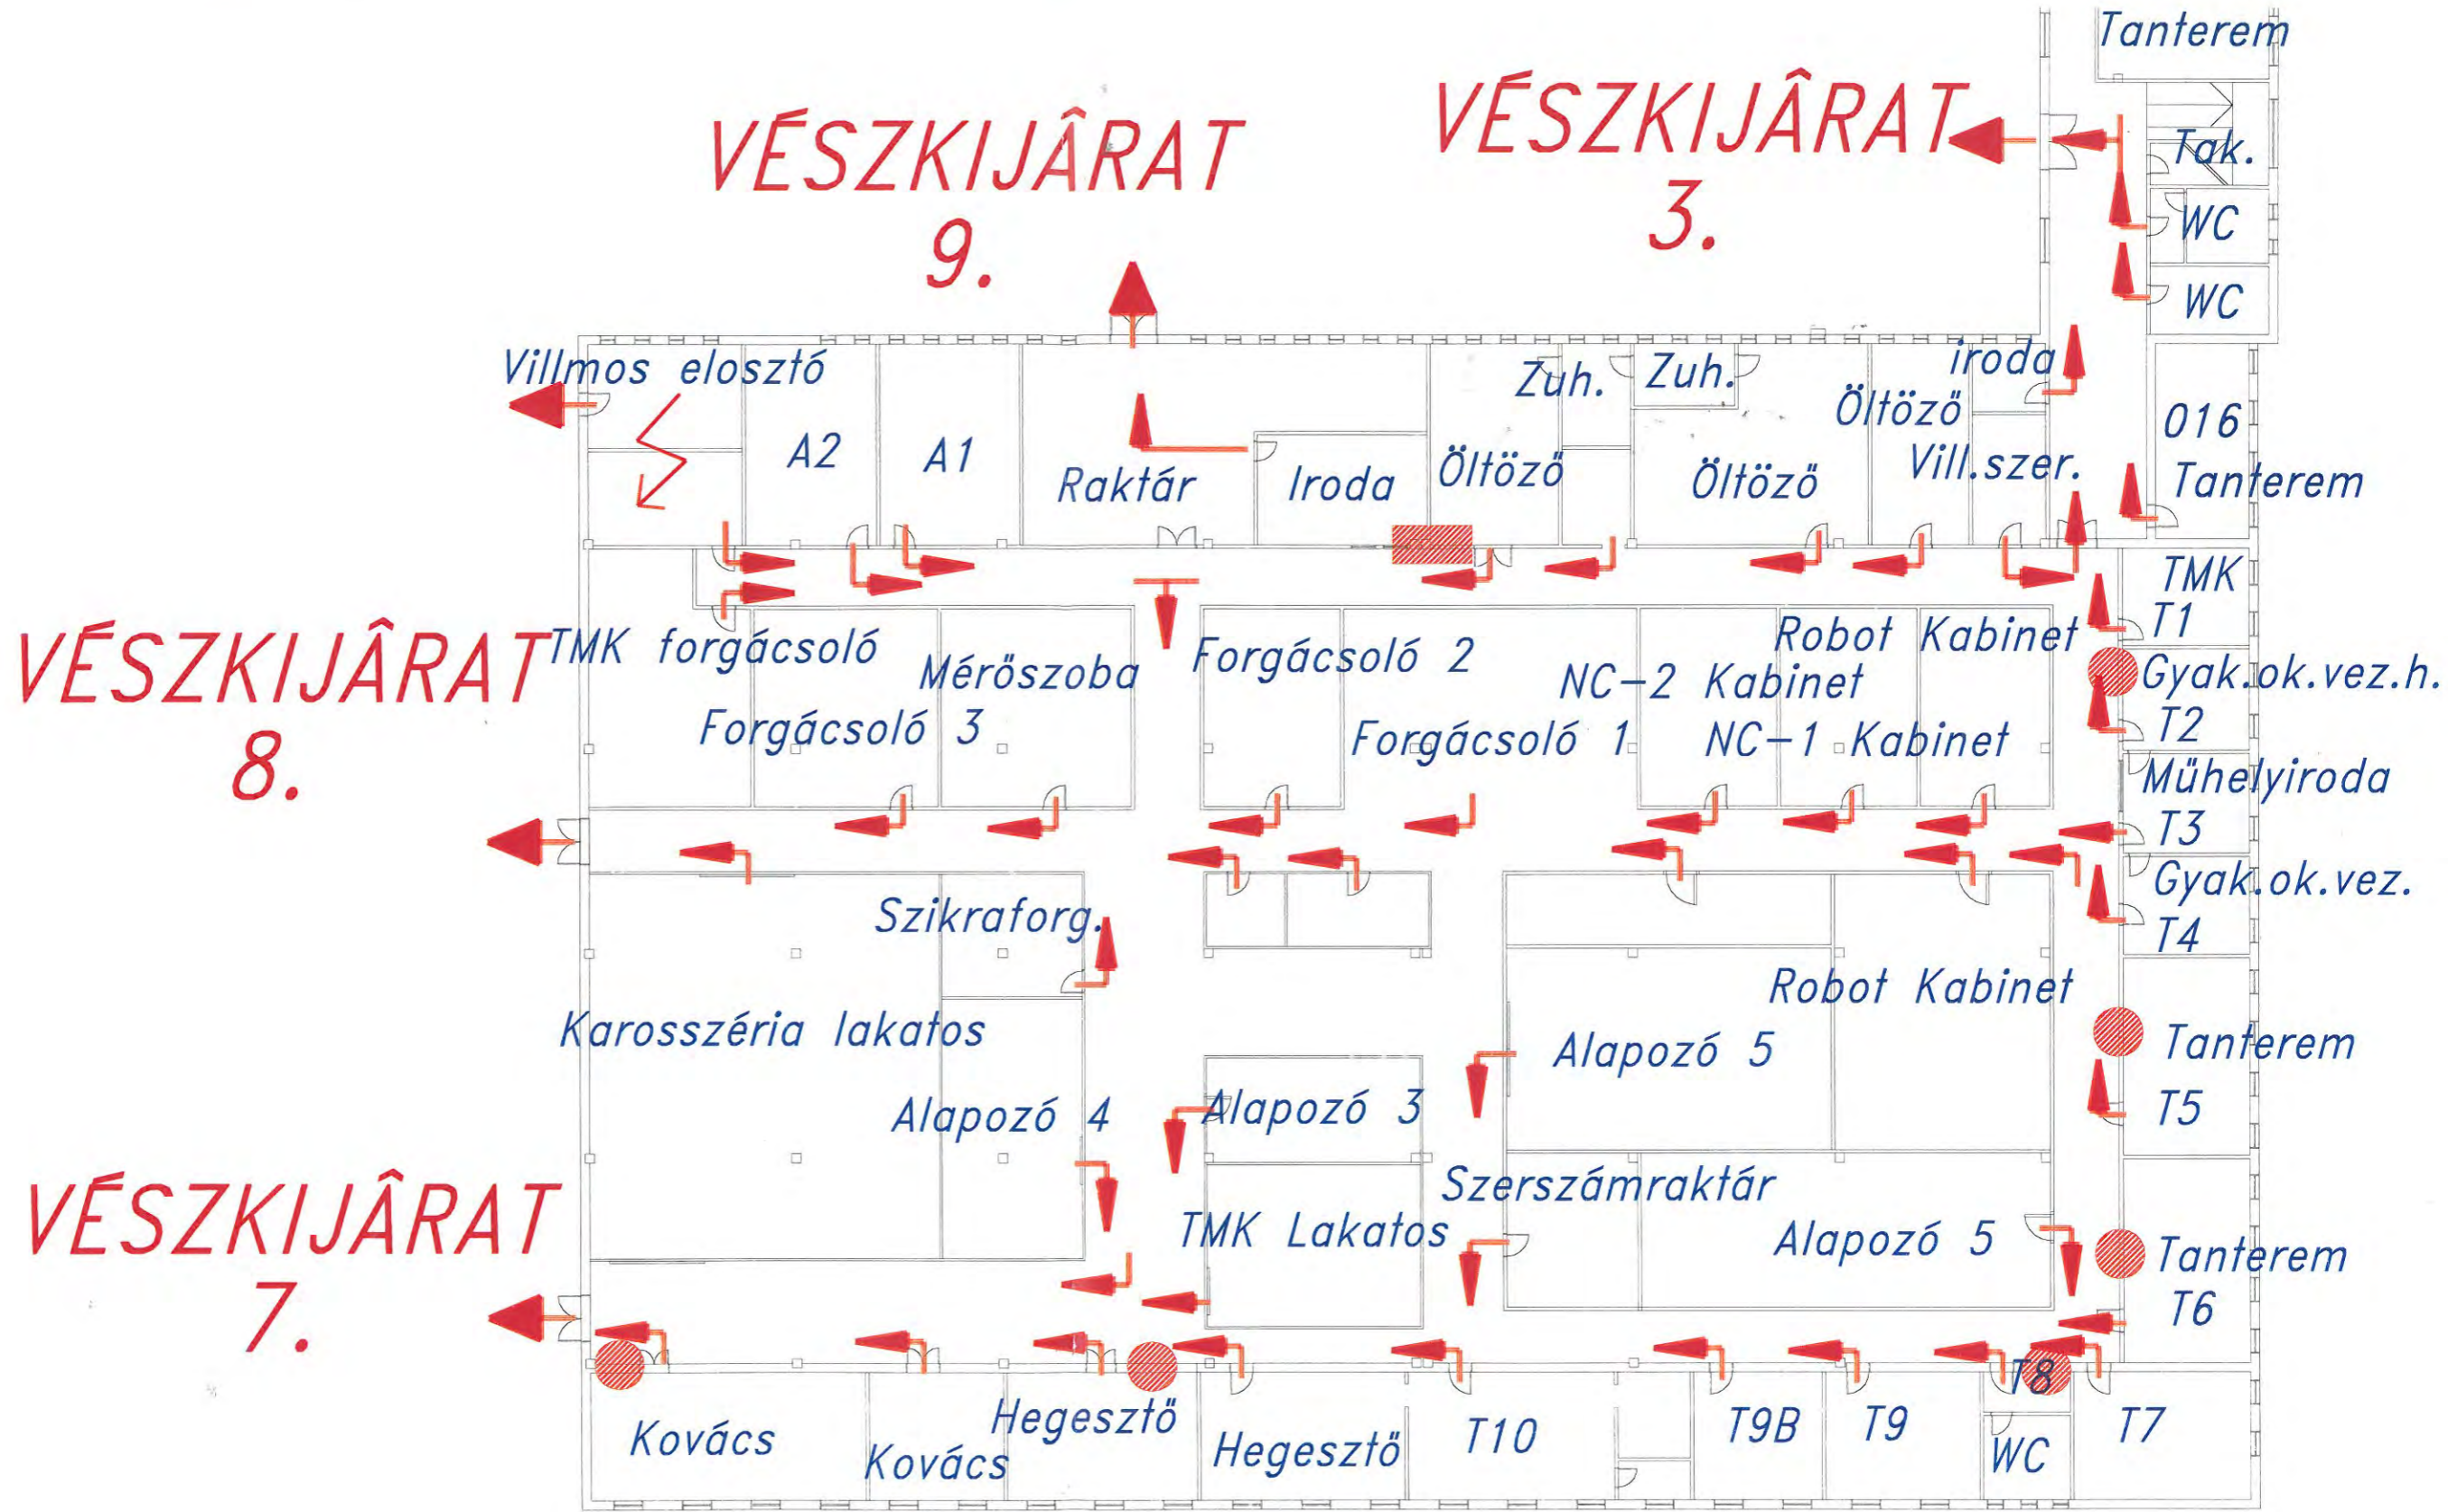 Tanterem
VÉSZKIJÂRAT
3.
VÉSZKIJÂRAT
9.
Tak.
WC
WC
Villmos elosztó
A2
A1
Raktár
Iroda
Öltöző
Zuh.
Zuh.
Öltöző
Öltöző
iroda
Vill.szer.
016
Tanterem
TMK
T1
Gyak.ok.vez.h.
T2
Műhelyiroda
T3
Gyak.ok.vez.
T4
VÉSZKIJÂRAT
8.
TMK forgácsoló
Forgácsoló 3
Mérőszoba
Forgácsoló 2
Forgácsoló 1
NC-2 Kabinet
NC-1 Kabinet
Robot Kabinet
Szikraforg.
Karosszéria lakatos
Alapozó 4
Alapozó 3
TMK Lakatos
Alapozó 5
Robot Kabinet
Szerszámraktár
Alapozó 5
Tanterem
T5
Tanterem
T6
VÉSZKIJÂRAT
7.
Kovács
Kovács
Hegesztő
Hegesztő
T10
T9B
T9
T8
WC
T7